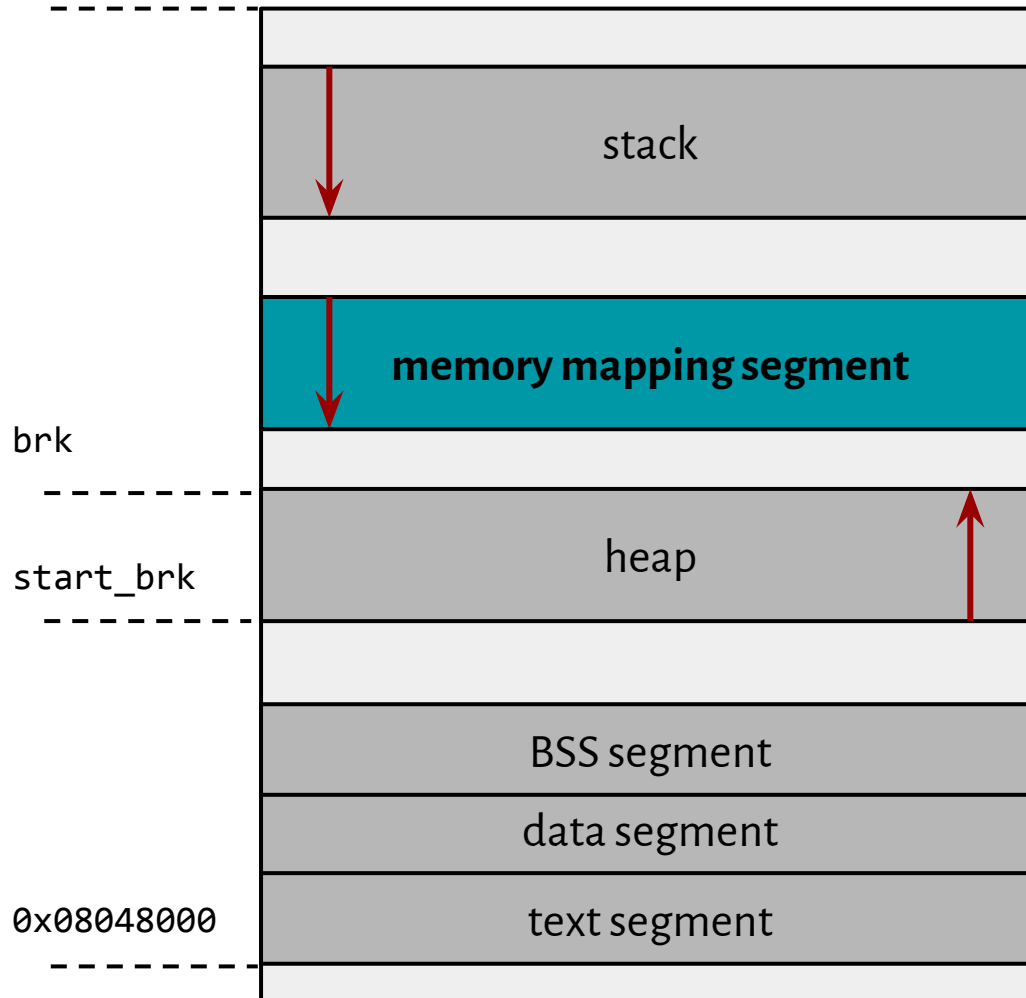 stack
memory mapping segment
brk
heap
start_brk
BSS segment
data segment
0x08048000
text segment